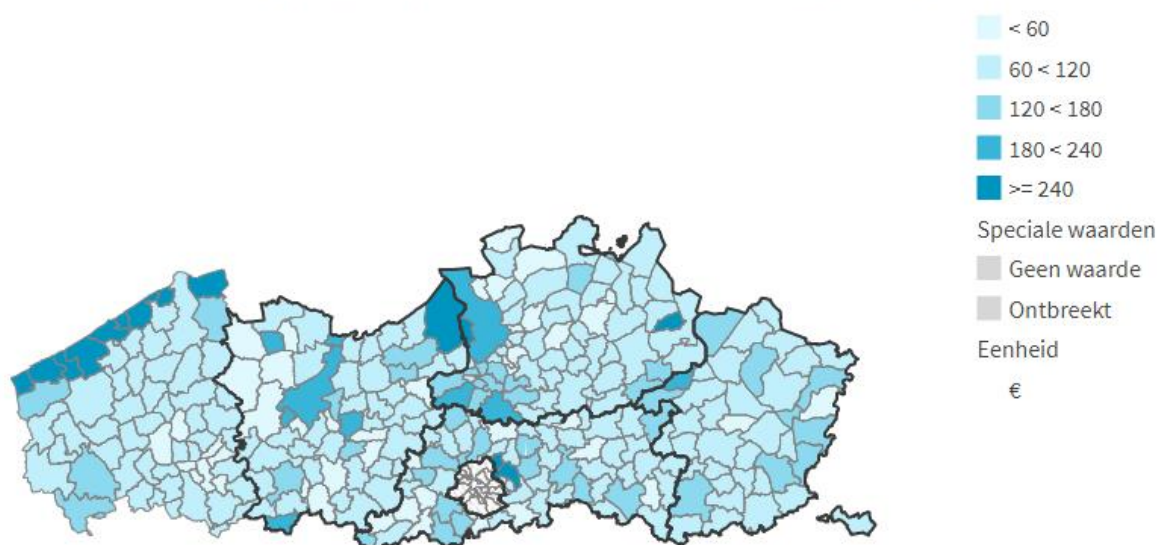 < 60
60 < 120
120 < 180
180 < 240
>= 240
Speciale waarden
Geen waarde
Ontbreekt
Eenheid
€